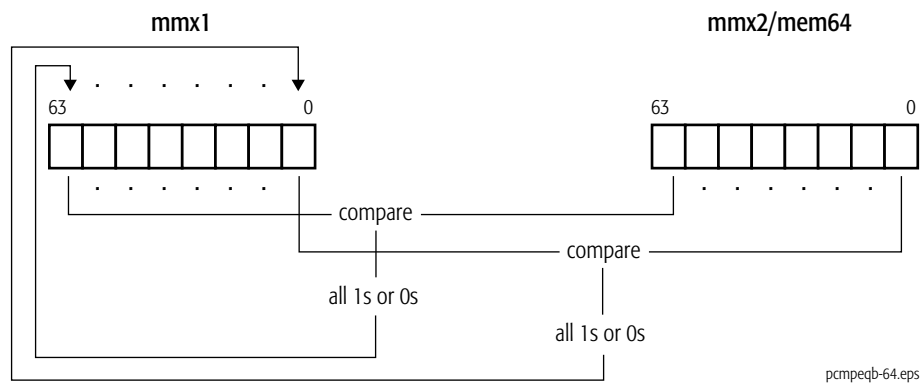 mmx1 mmx2/mem64
. . . . . .
63 0 63 0
. . . . . . . . . . . .
compare
compare
all 1s or 0s
all 1s or 0s
pcmpeqb-64.eps